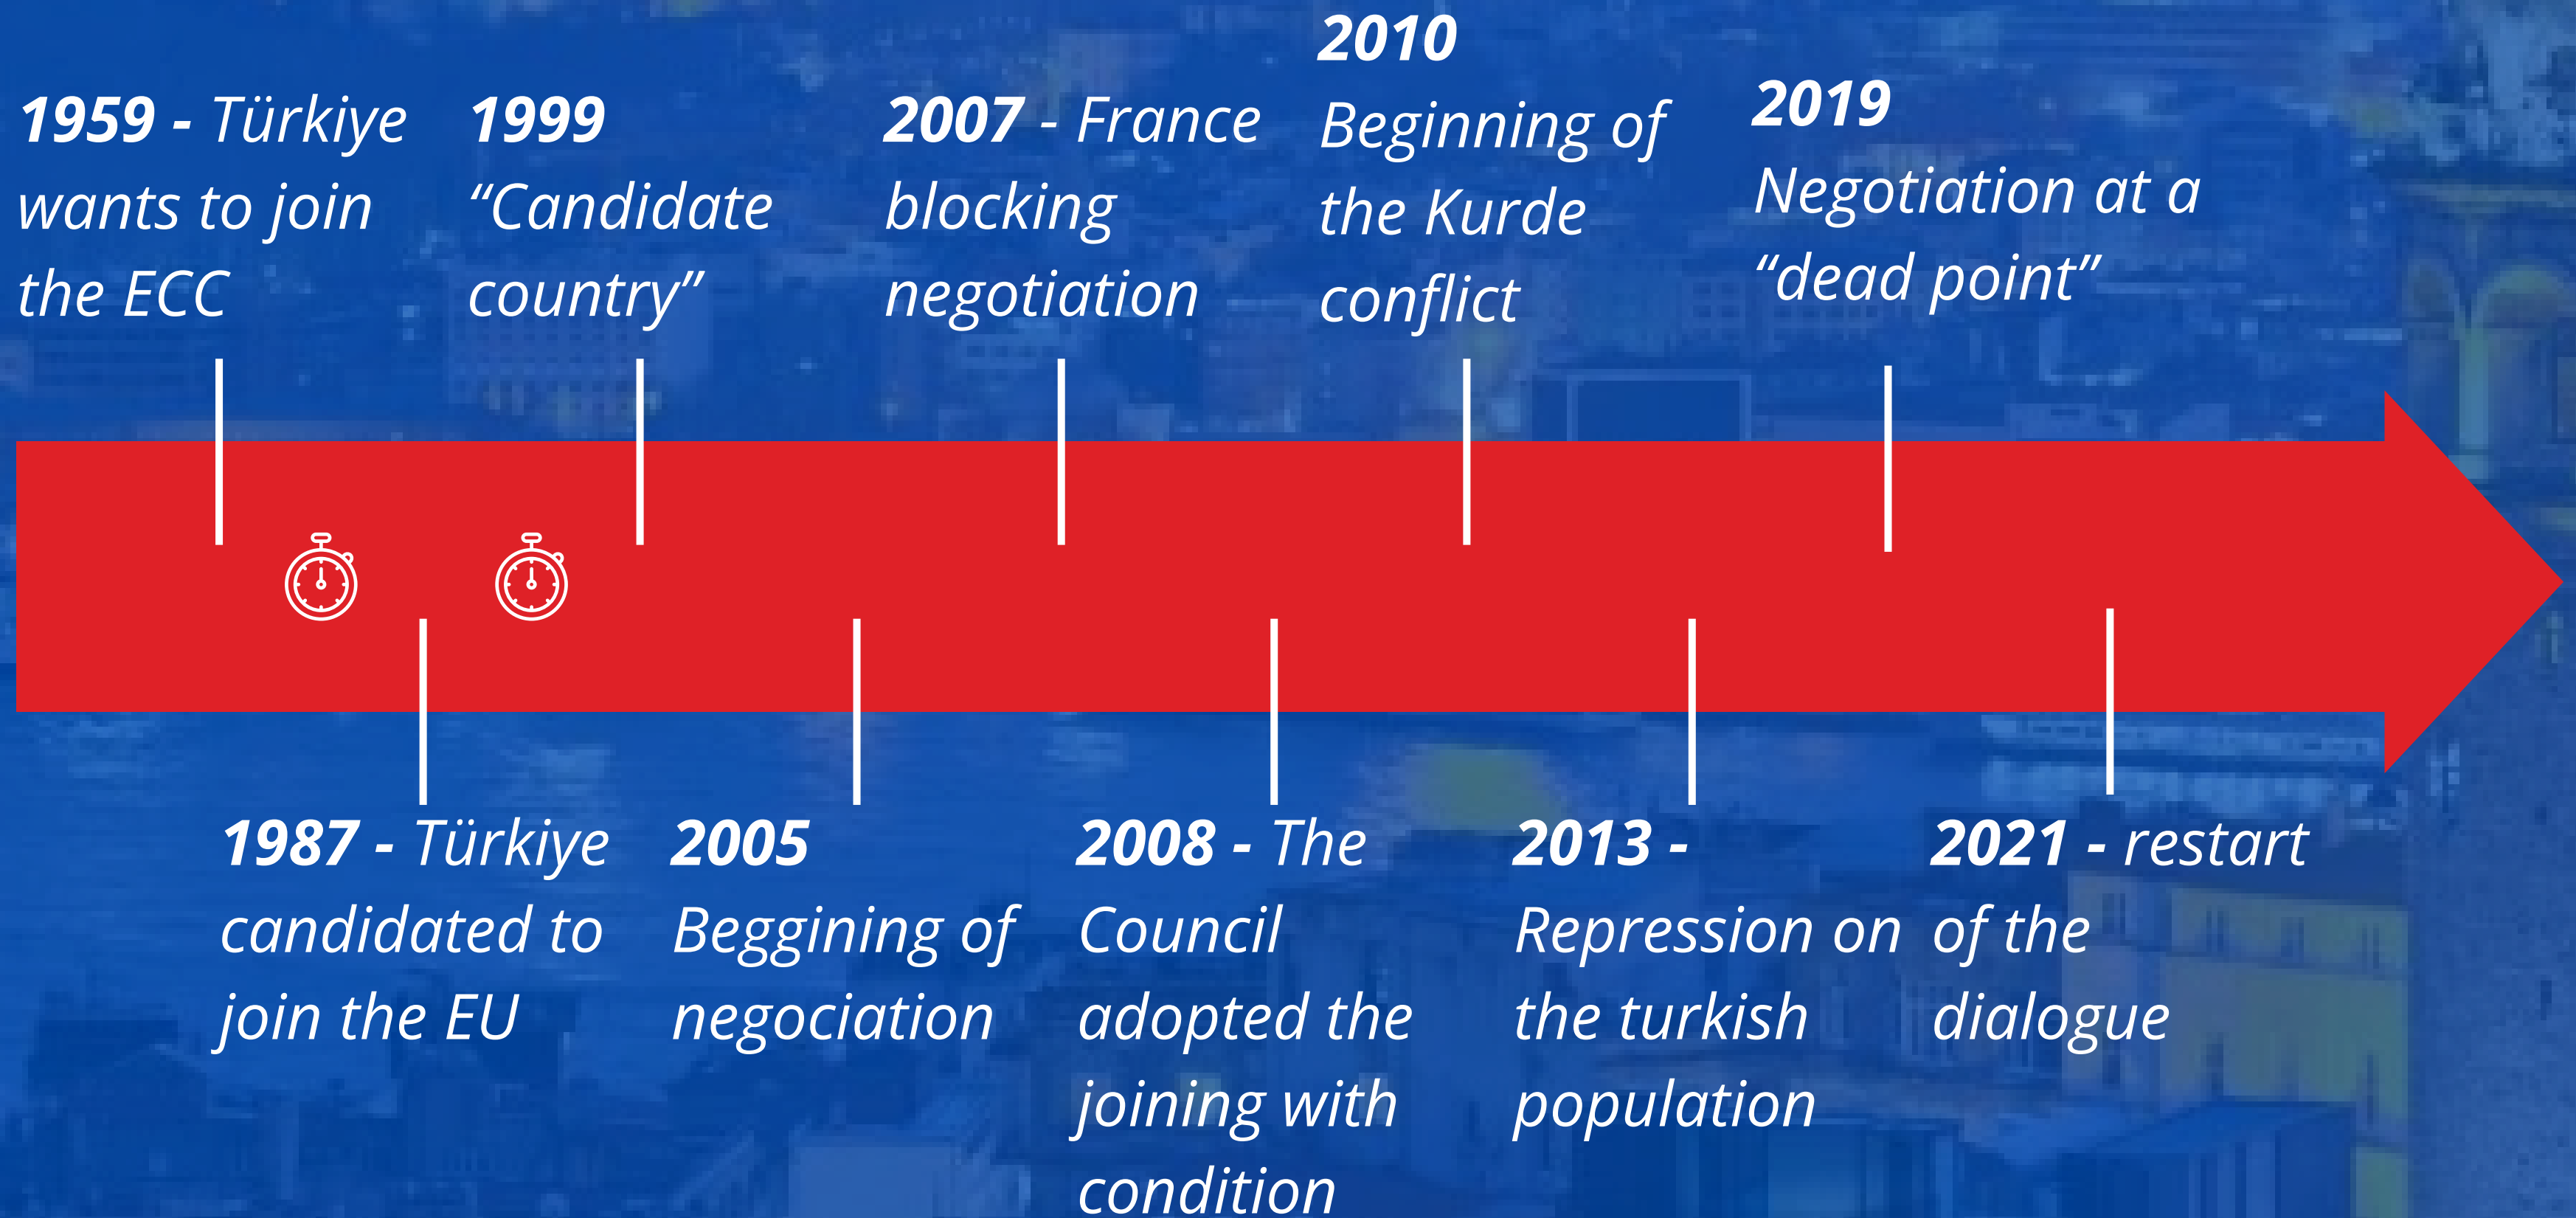 1959 - Türkiye
wants to join
the ECC
1987 - Türkiye
candidated to
join the EU
1999
“Candidate
country”
2005
Beggining of
negociation
2007 - France
blocking
negotiation
2008 - The
Council
adopted the
joining with
condition
2010
Beginning of
the Kurde
conflict
2013 -
Repression on
the turkish
population
2019
Negotiation at a
“dead point”
2021 - restart
of the
dialogue